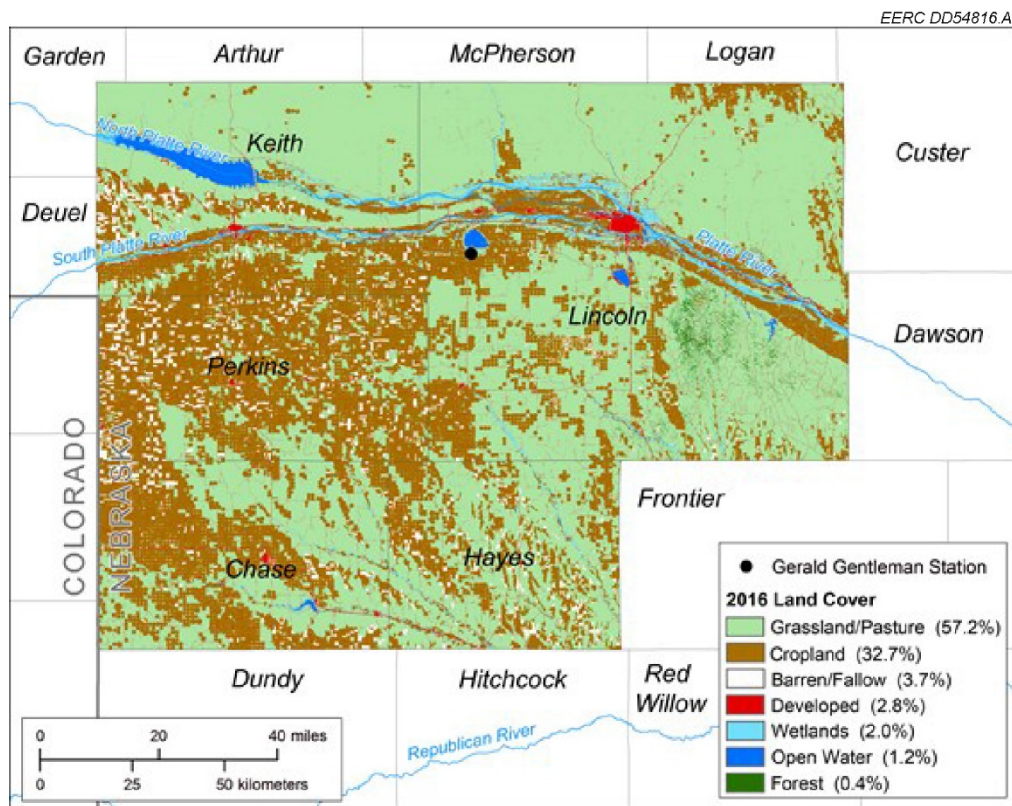 EERC DD54816.AI
Garden
Arthur
McPherson
Logan
North Platte River
Keith
Custer
Deuel
South Platte River
Platte River
Lincoln
Dawson
Perkins
COLORADO
NEBRASKA
Frontier
Chase
Hayes
Dundy
Hitchcock
Red
Willow
Republican River
0 20 40 miles
0 25 50 kilometers
Gerald Gentleman Station
2016 Land Cover
Grassland/Pasture (57.2%)
Cropland (32.7%)
Barren/Fallow (3.7%)
Developed (2.8%)
Wetlands (2.0%)
Open Water (1.2%)
Forest (0.4%)